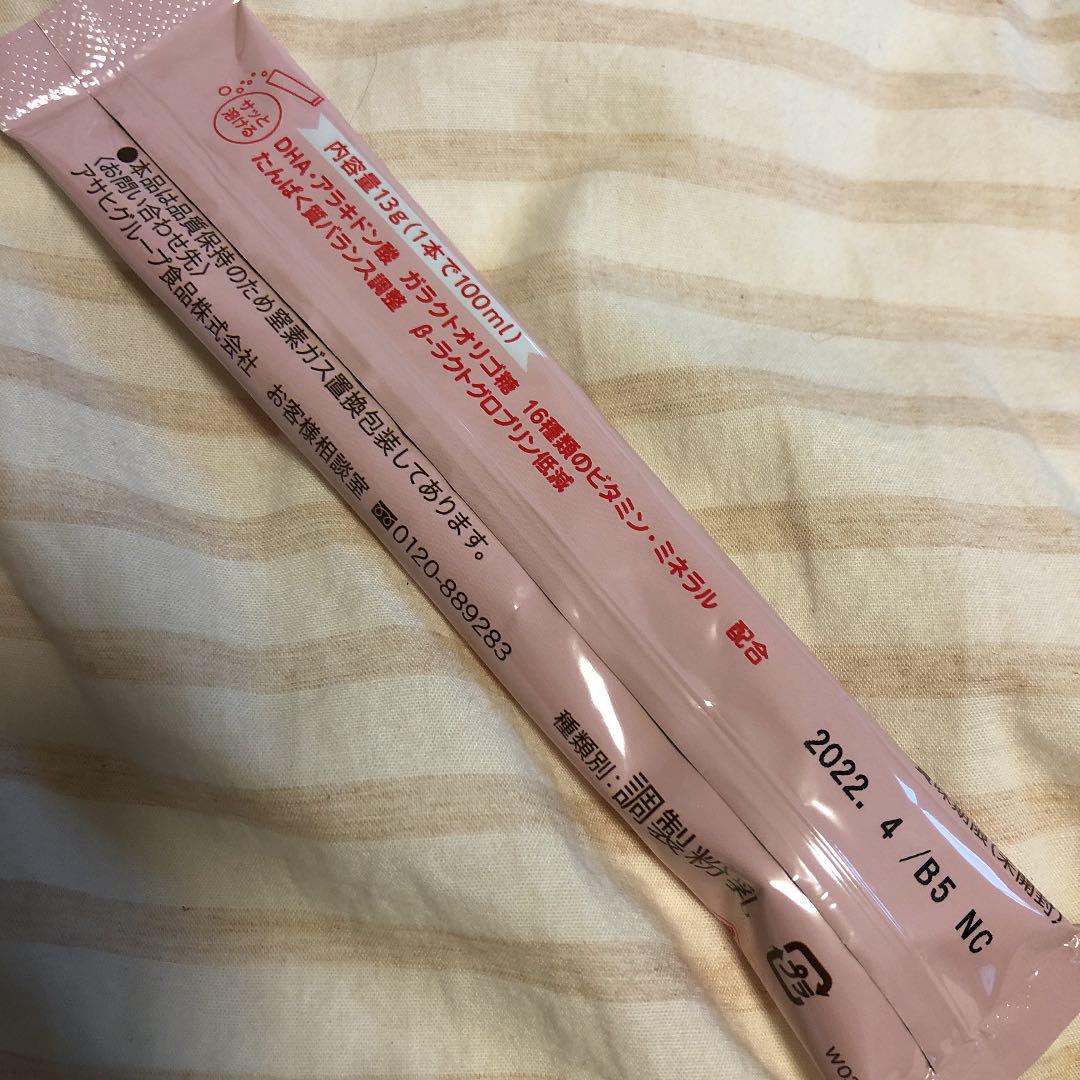 サッと
溶ける
内容量13g(1本で100ml)
DHA・アラキドン酸 ガラクトオリゴ糖 16種類のビタミン・ミネラル 配合
たんぱく質バランス調整 β-ラクトグロブリン低減
●本品は品質保持のため窒素ガス置換包装してあります。
〈お問い合わせ先〉
アサヒグループ食品株式会社 お客様相談室 0120-889283
種類別:調製粉乳
期限(未開封)
2022. 4 /B5 NC
プラ